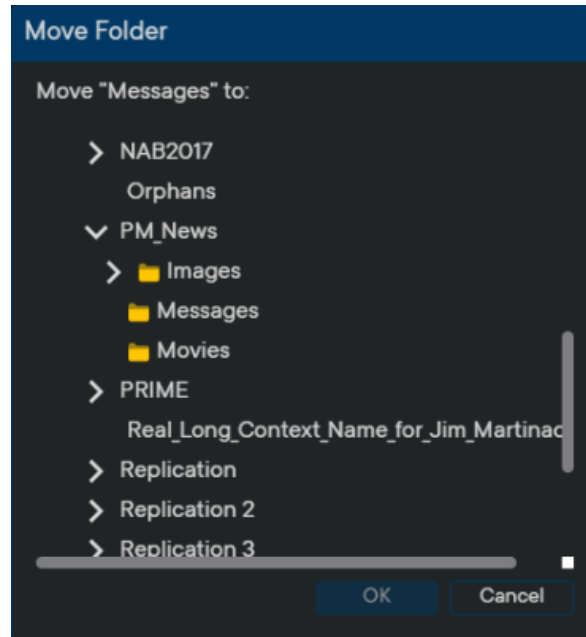 Move Folder
Move "Messages" to:
NAB2017
Orphans
PM_News
Images
Messages
Movies
PRIME
Real_Long_Context_Name_for_Jim_Martinac
Replication
Replication 2
Replication 3
OK Cancel